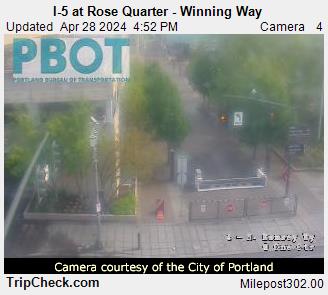 I-5 at Rose Quarter - Winning Way
Updated Apr 28 2024 4:52 PM Camera 4
PBOT
PORTLAND BUREAU OF TRANSPORTATION
Camera courtesy of the City of Portland
TripCheck.com Milepost302.00